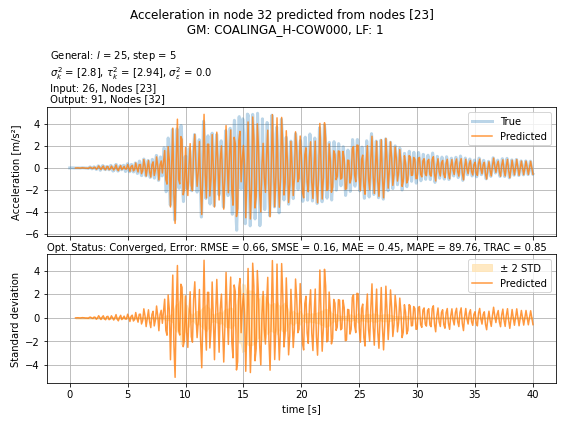 Acceleration in node 32 predicted from nodes [23]
GM: COALINGA_H-COW000, LF: 1
General: l = 25, step = 5
σ²ₖ = [2.8], τ²ₖ = [2.94], σ²ε = 0.0
Input: 26, Nodes [23]
Output: 91, Nodes [32]
Acceleration [m/s²]
4
2
0
−2
−4
−6
True
Predicted
Opt. Status: Converged, Error: RMSE = 0.66, SMSE = 0.16, MAE = 0.45, MAPE = 89.76, TRAC = 0.85
Standard deviation
4
2
0
−2
−4
± 2 STD
Predicted
0 5 10 15 20 25 30 35 40
time [s]